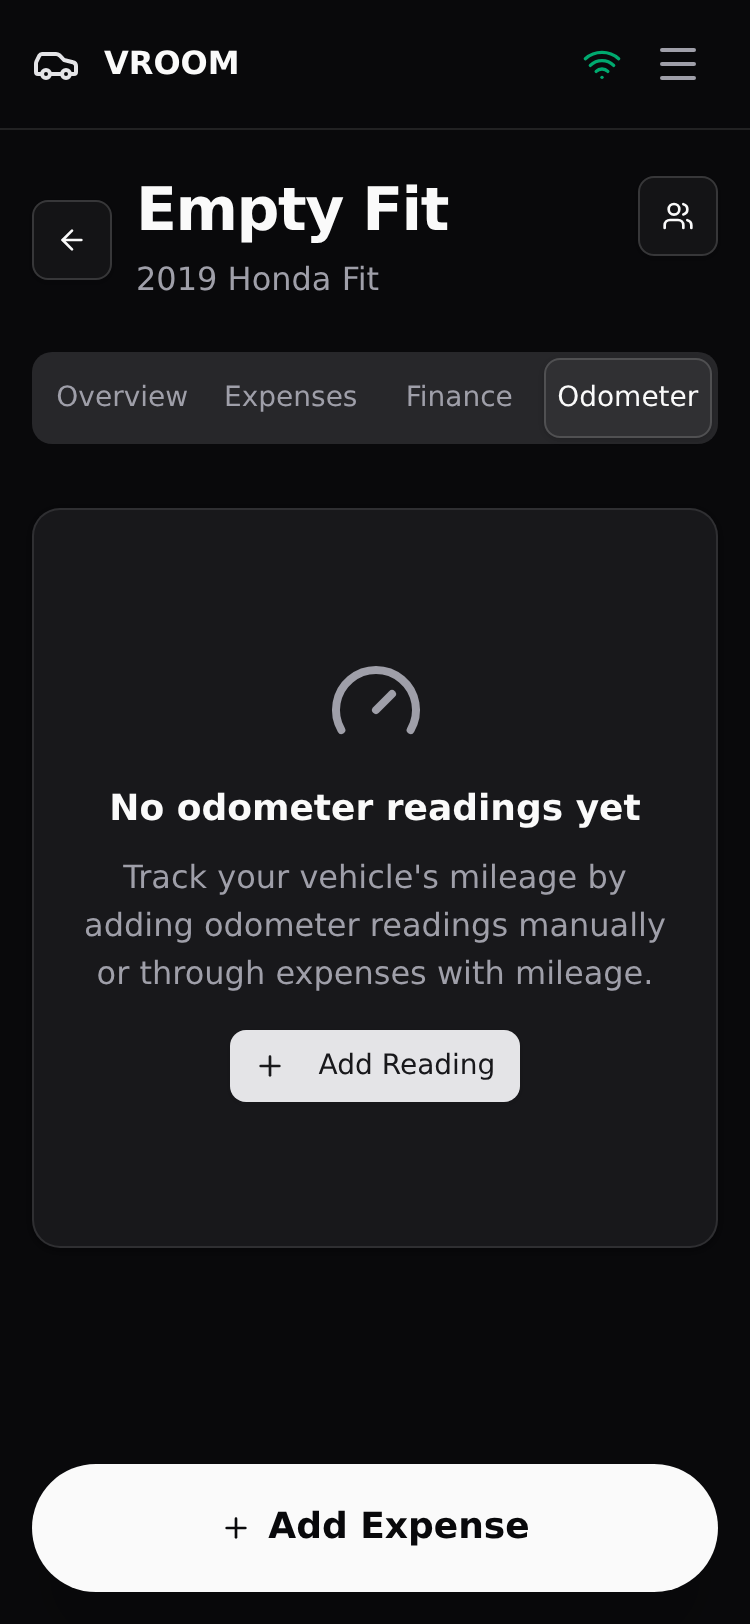 VROOM
Empty Fit
2019 Honda Fit
Overview Expenses Finance Odometer
No odometer readings yet
Track your vehicle's mileage by
adding odometer readings manually
or through expenses with mileage.
+ Add Reading
+ Add Expense